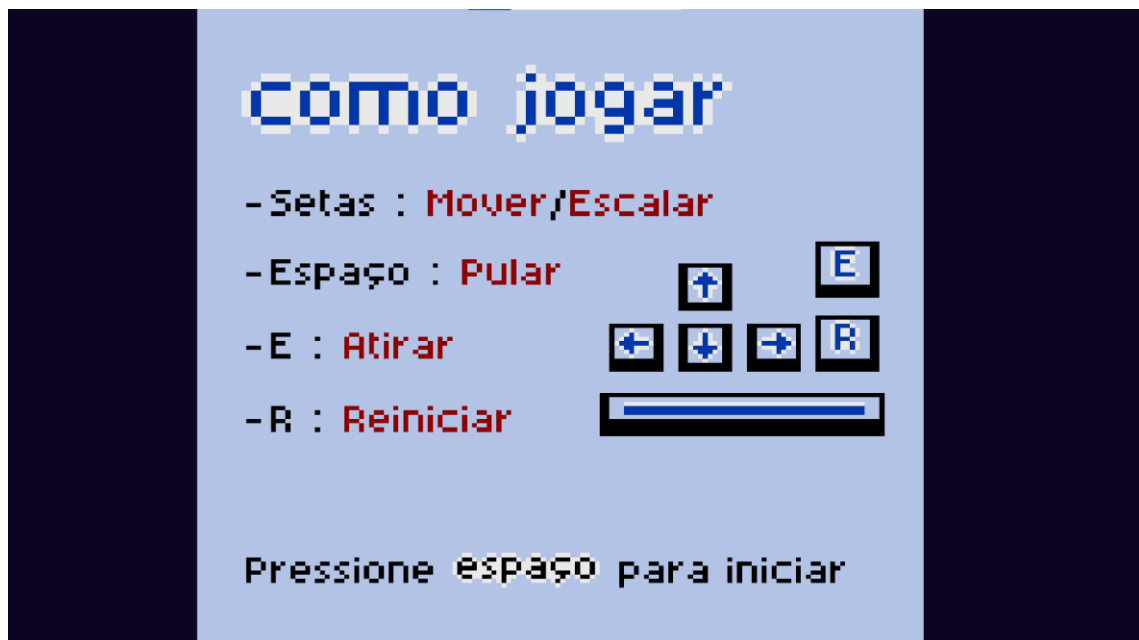 como jogar
-Setas : Mover/Escalar
-Espaço : Pular
E
-E : Atirar
R
-R : Reiniciar
Pressione espaço para iniciar